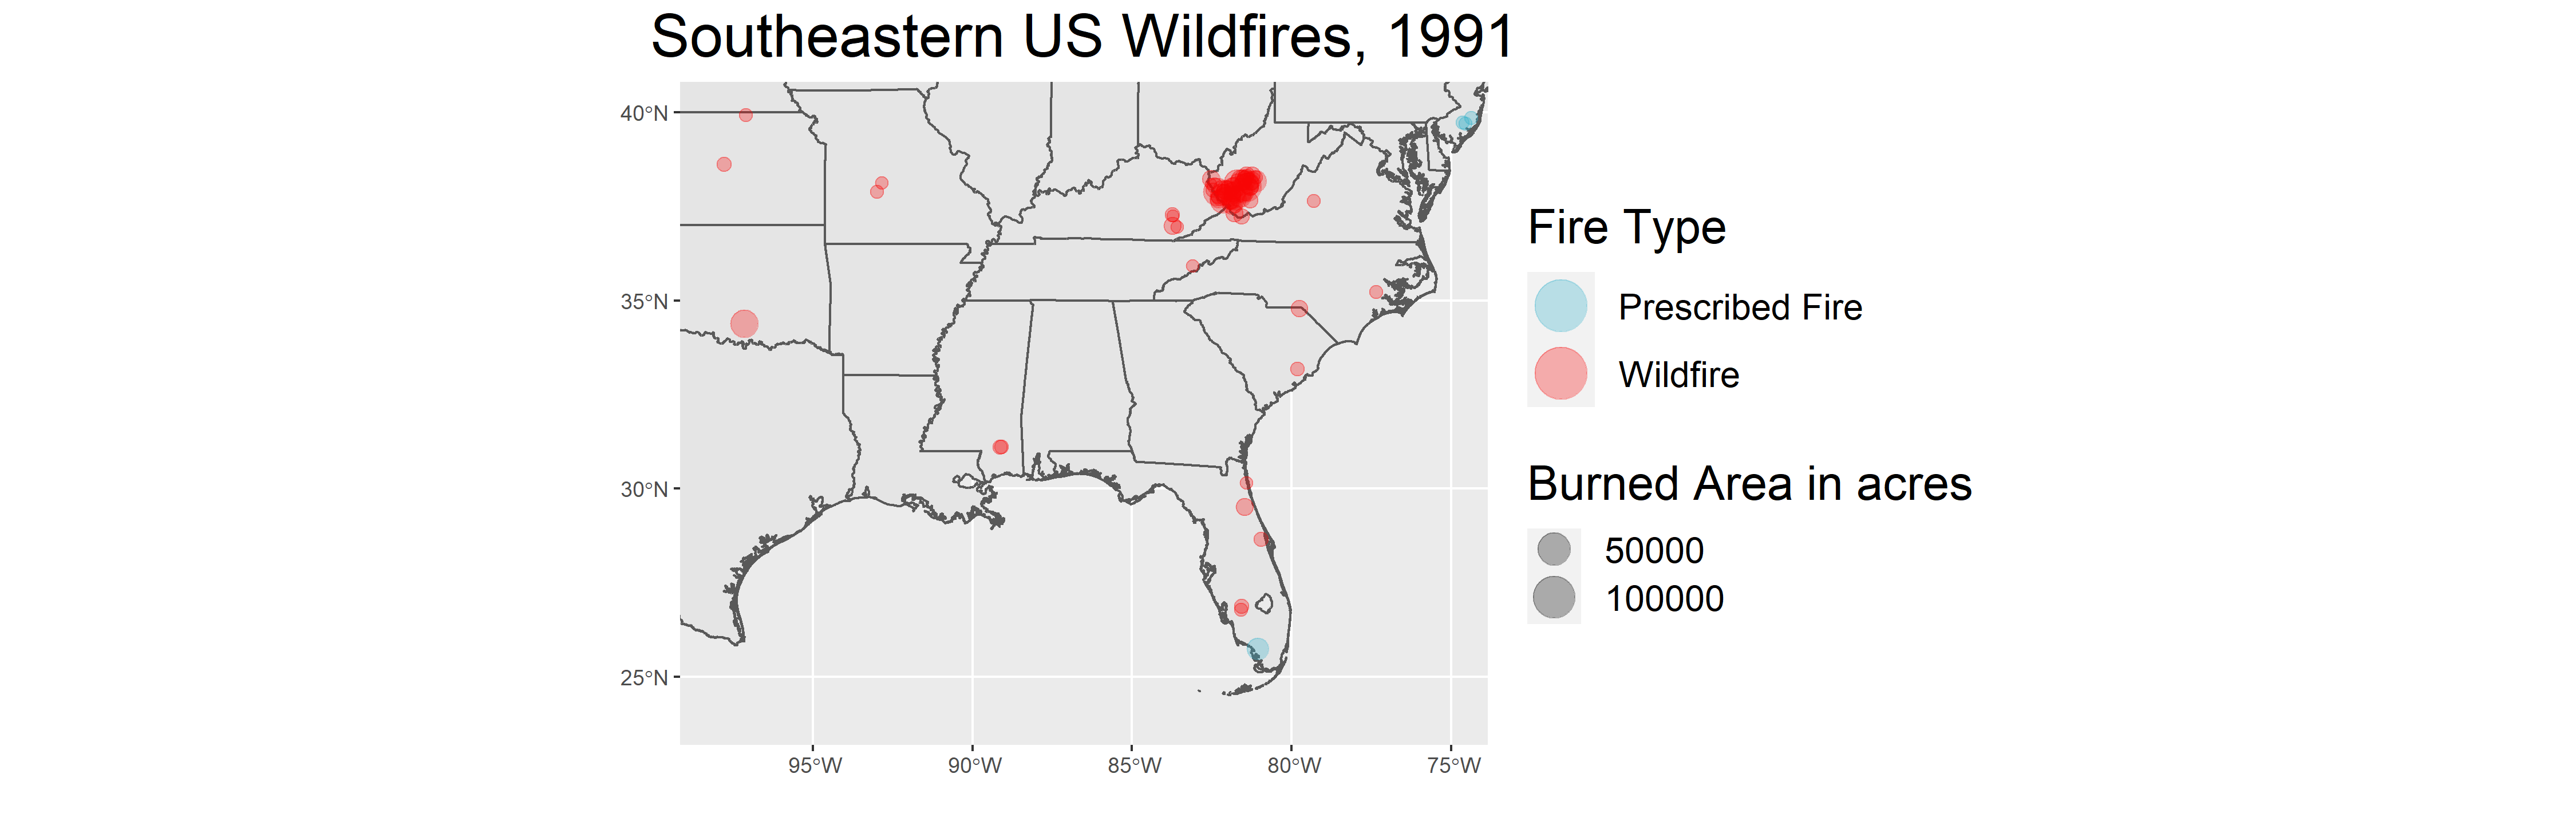 Southeastern US Wildfires, 1991
40°N
35°N
30°N
25°N
95°W
90°W
85°W
80°W
75°W
Fire Type
Prescribed Fire
Wildfire
Burned Area in acres
50000
100000